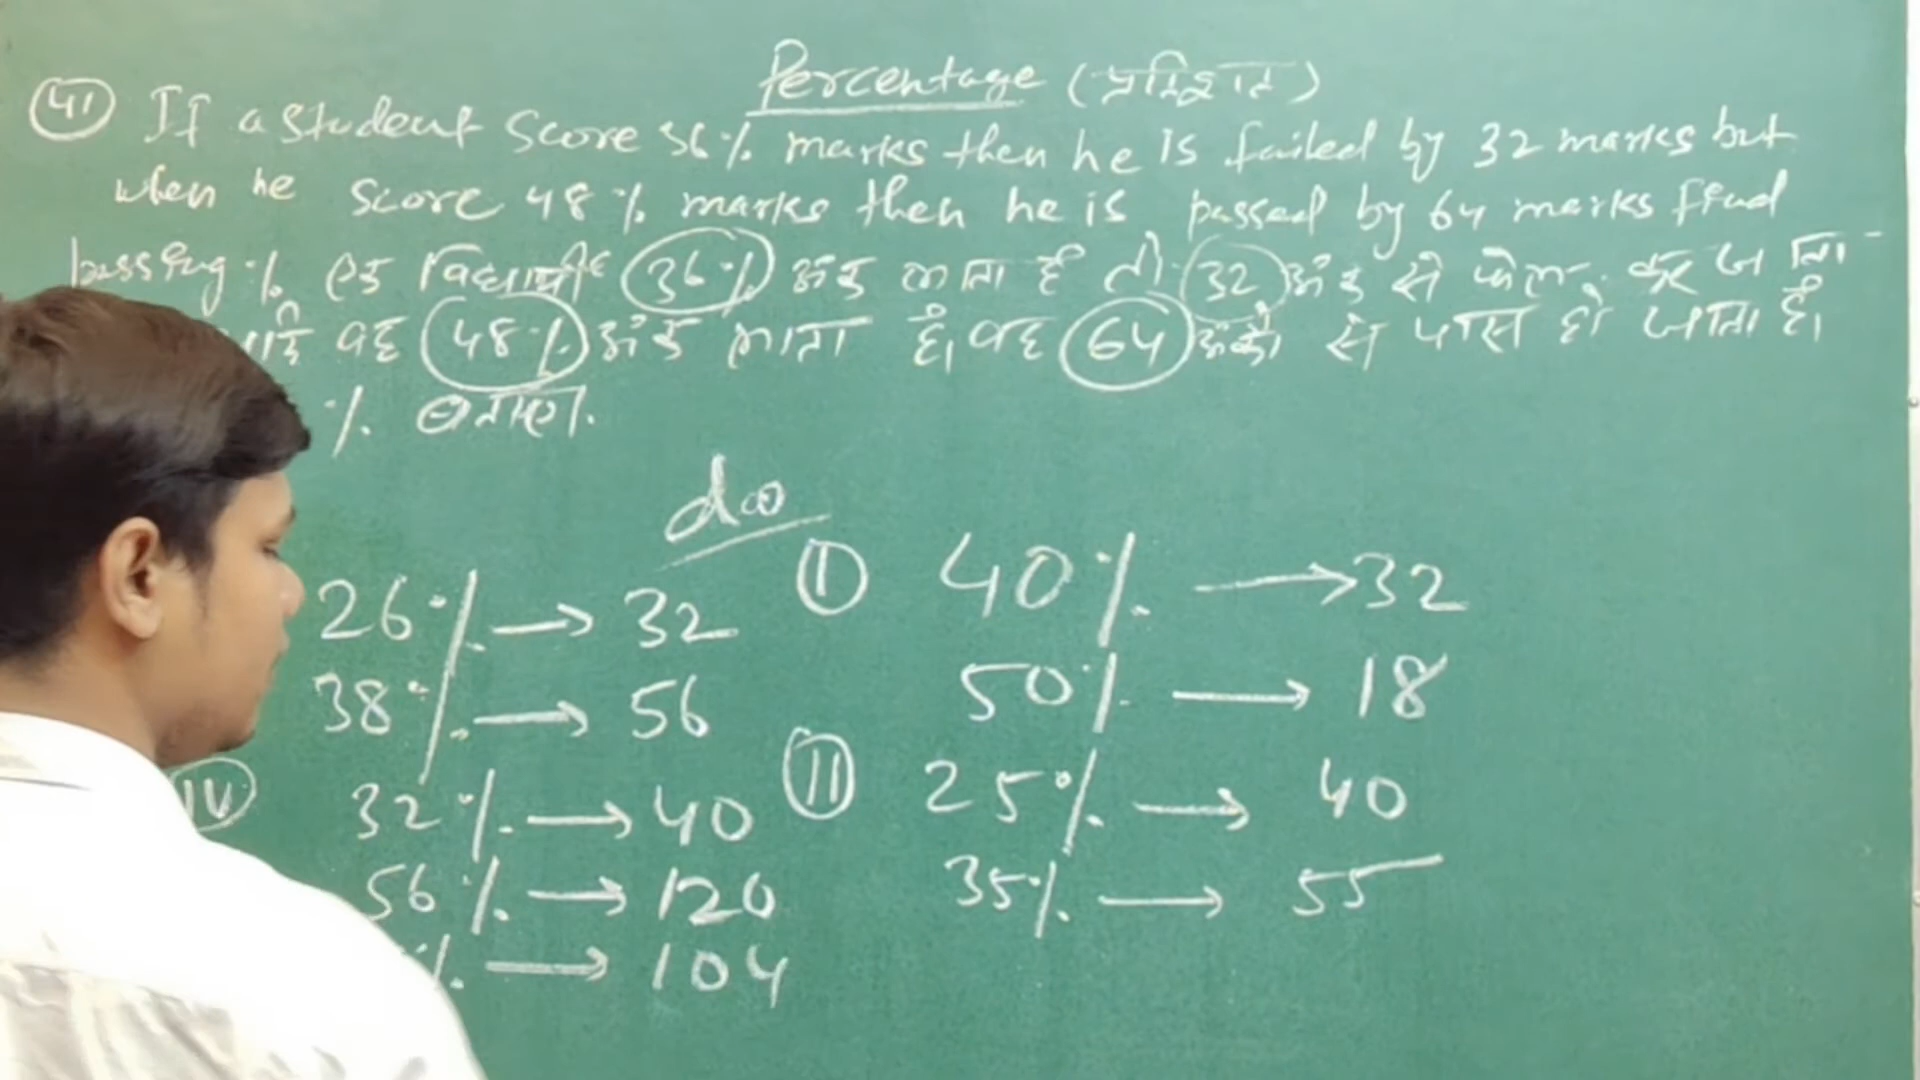 Percentage (प्रतिशत)
41 If a student Score 36% marks then he is failed by 32 marks but
when he score 48% marks then he is passed by 64 marks find
passing % एक विद्यार्थी 36% अंक लाता है तो 32 अंक से फेल कर जाता
वह 48% अंक लाता है, वह 64 अंको से पास हो जाता है।
% बताएं.
do
26% → 32
38% → 56
IV 32% → 40
56% → 120
% → 104
I 40% → 32
50% → 18
II 25% → 40
35% → 55